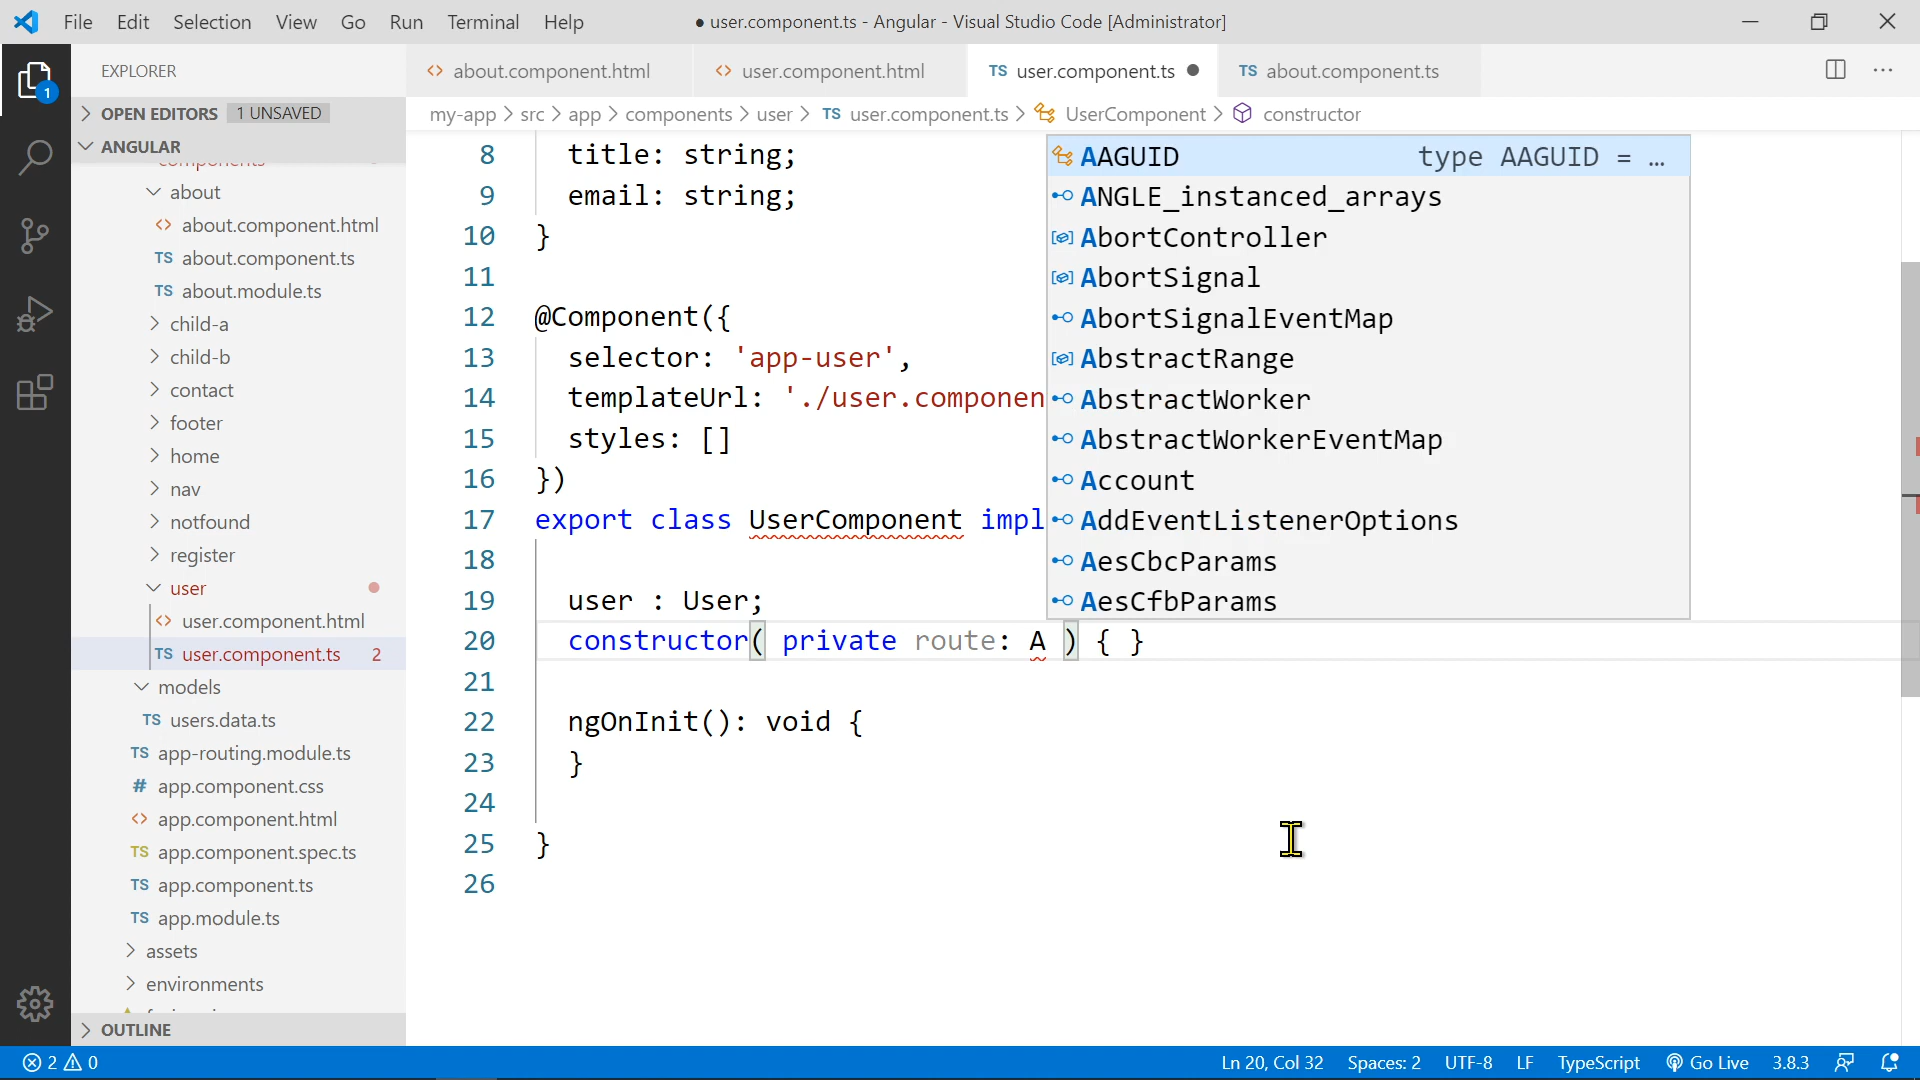 File Edit Selection View Go Run Terminal Help
● user.component.ts - Angular - Visual Studio Code [Administrator]
1
EXPLORER
OPEN EDITORS 1 UNSAVED
ANGULAR
components
about
about.component.html
TS about.component.ts
TS about.module.ts
child-a
child-b
contact
footer
home
nav
notfound
register
user
user.component.html
TS user.component.ts 2
models
TS users.data.ts
TS app-routing.module.ts
# app.component.css
app.component.html
TS app.component.spec.ts
TS app.component.ts
TS app.module.ts
assets
environments
OUTLINE
about.component.html
user.component.html
TS user.component.ts ●
TS about.component.ts
my-app > src > app > components > user > TS user.component.ts > UserComponent > constructor
8 title: string;
9 email: string;
10 }
11
12 @Component({
13 selector: 'app-user',
14 templateUrl: './user.componen
15 styles: []
16 })
17 export class UserComponent impl
18
19 user : User;
20 constructor( private route: A ) { }
21
22 ngOnInit(): void {
23 }
24
25 }
26
AAGUID type AAGUID = …
ANGLE_instanced_arrays
AbortController
AbortSignal
AbortSignalEventMap
AbstractRange
AbstractWorker
AbstractWorkerEventMap
Account
AddEventListenerOptions
AesCbcParams
AesCfbParams
2 0
Ln 20, Col 32 Spaces: 2 UTF-8 LF TypeScript Go Live 3.8.3